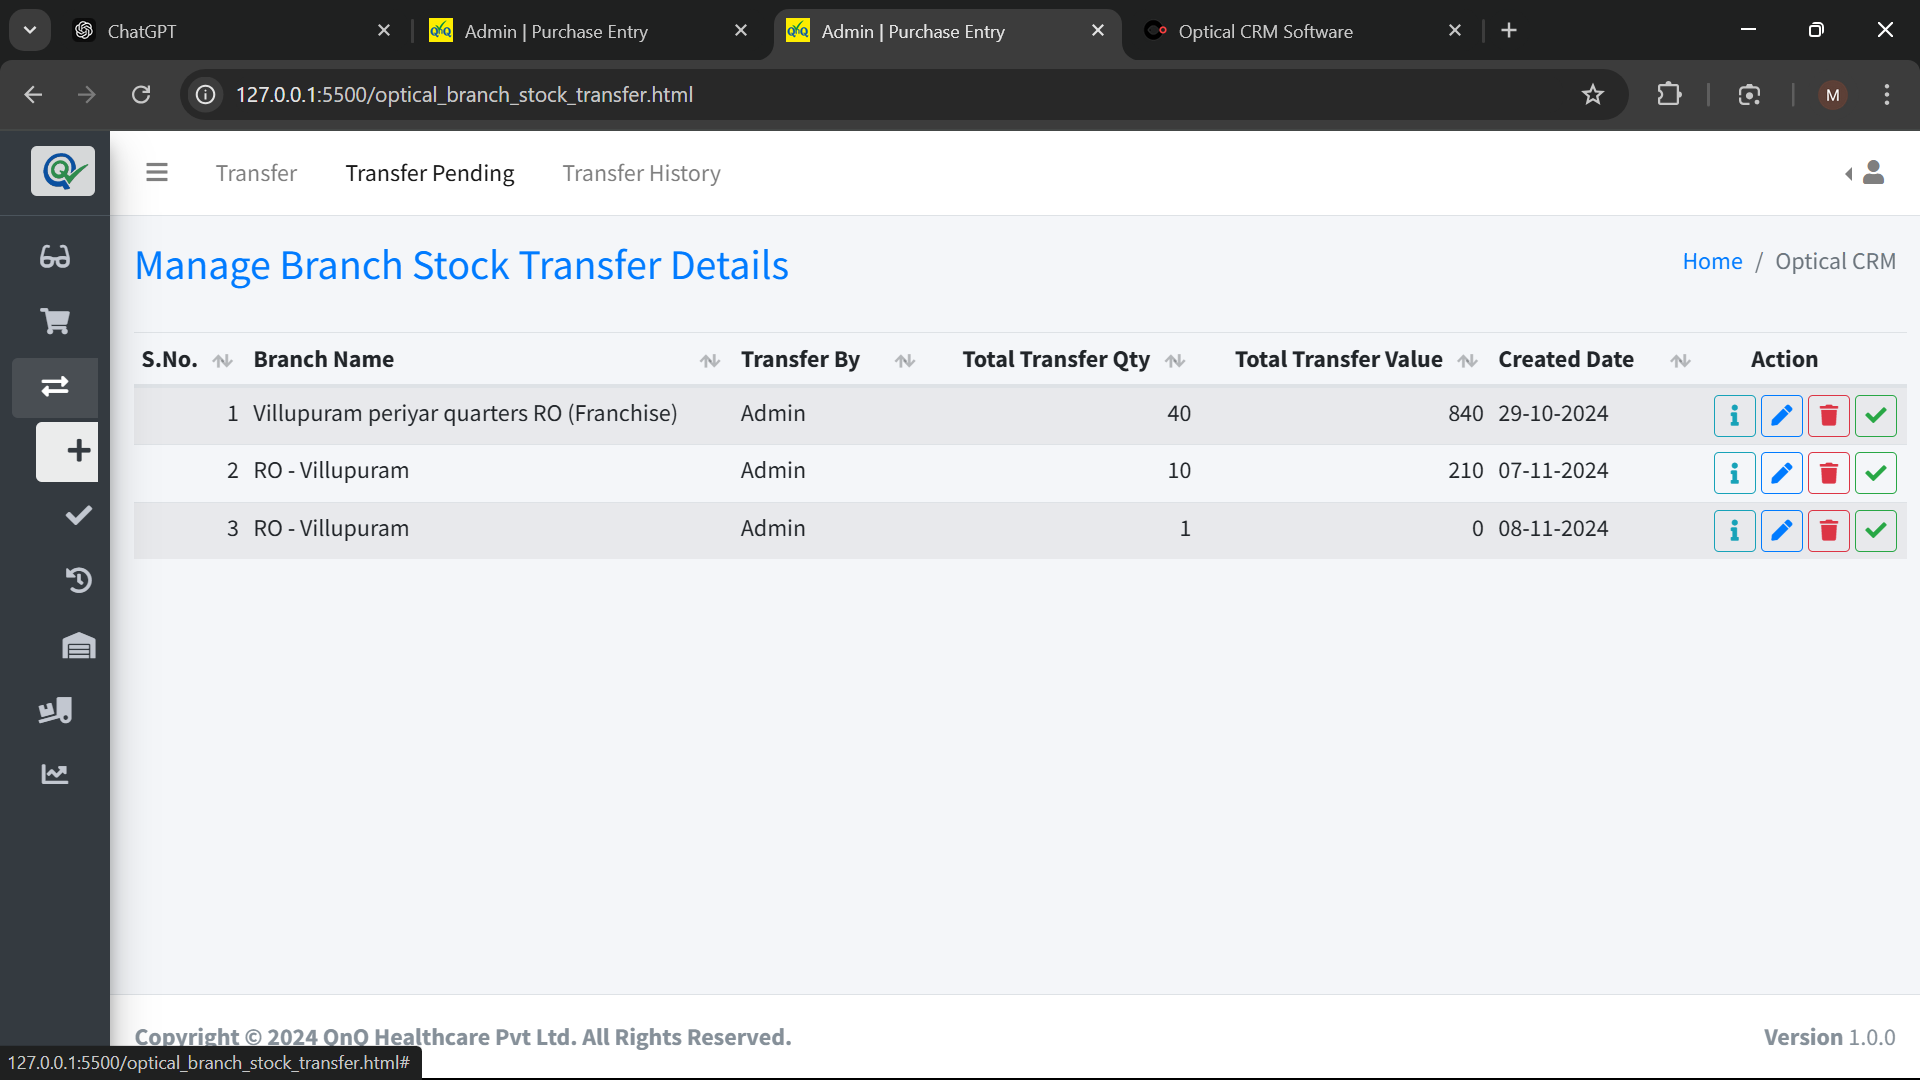 ChatGPT
Admin | Purchase Entry
Admin | Purchase Entry
Optical CRM Software
127.0.0.1:5500/optical_branch_stock_transfer.html
M
Transfer Transfer Pending Transfer History
Manage Branch Stock Transfer Details
Home / Optical CRM
S.No. Branch Name Transfer By Total Transfer Qty Total Transfer Value Created Date Action
1 Villupuram periyar quarters RO (Franchise) Admin 40 840 29-10-2024
2 RO - Villupuram Admin 10 210 07-11-2024
3 RO - Villupuram Admin 1 0 08-11-2024
Copyright © 2024 QnQ Healthcare Pvt Ltd. All Rights Reserved.
Version 1.0.0
127.0.0.1:5500/optical_branch_stock_transfer.html#